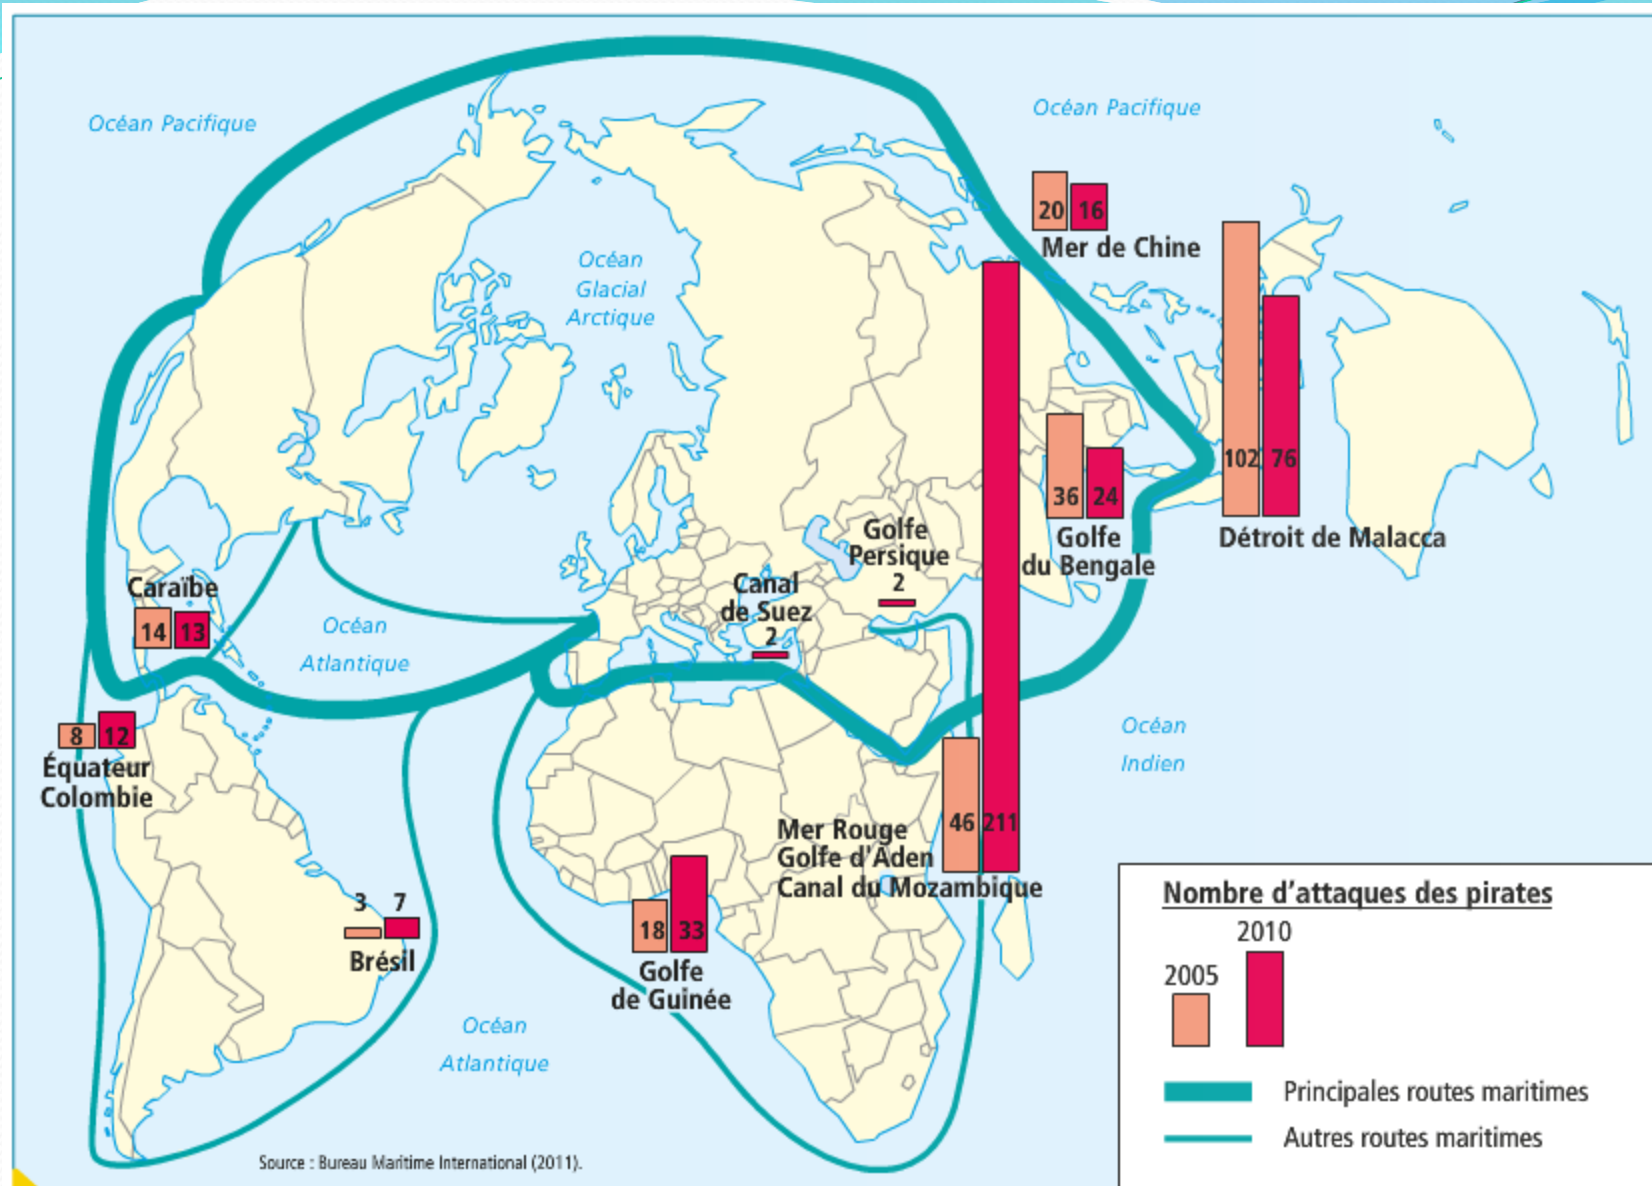 Océan Pacifique
Océan Pacifique
20 16
Mer de Chine
Océan
Glacial
Arctique
102 76
Détroit de Malacca
36 24
Golfe
du Bengale
Golfe
Persique
2
Canal
de Suez
2
Caraïbe
14 13
Océan
Atlantique
8 12
Équateur
Colombie
Océan
Indien
46 211
Mer Rouge
Golfe d'Aden
Canal du Mozambique
3 7
Brésil
18 33
Golfe
de Guinée
Océan
Atlantique
Nombre d'attaques des pirates
2005
2010
Principales routes maritimes
Autres routes maritimes
Source : Bureau Maritime International (2011).